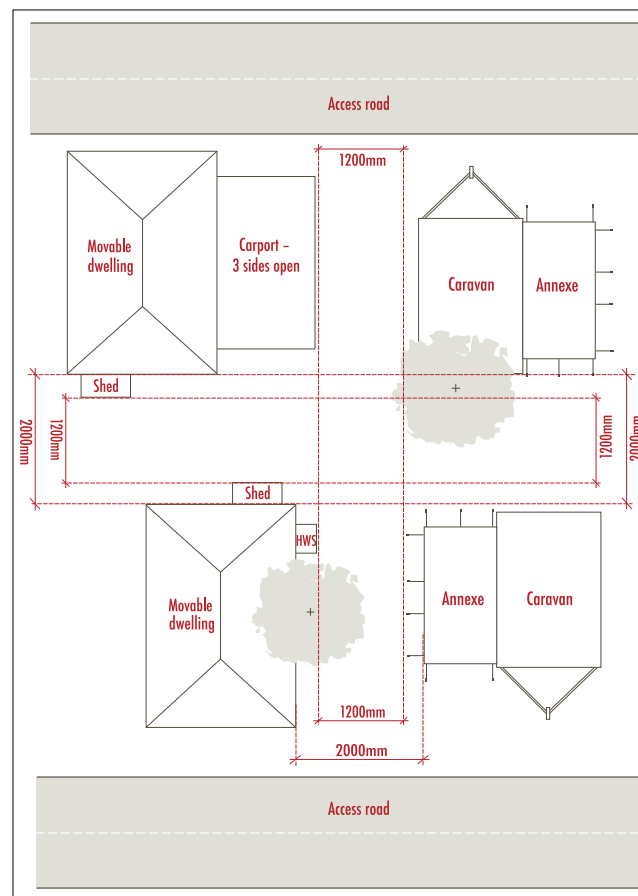 Access road
1200mm
Movable
dwelling
Carport –
3 sides open
Caravan
Annexe
Shed
2000mm
1200mm
1200mm
2000mm
Shed
HWS
Movable
dwelling
Annexe
Caravan
1200mm
2000mm
Access road